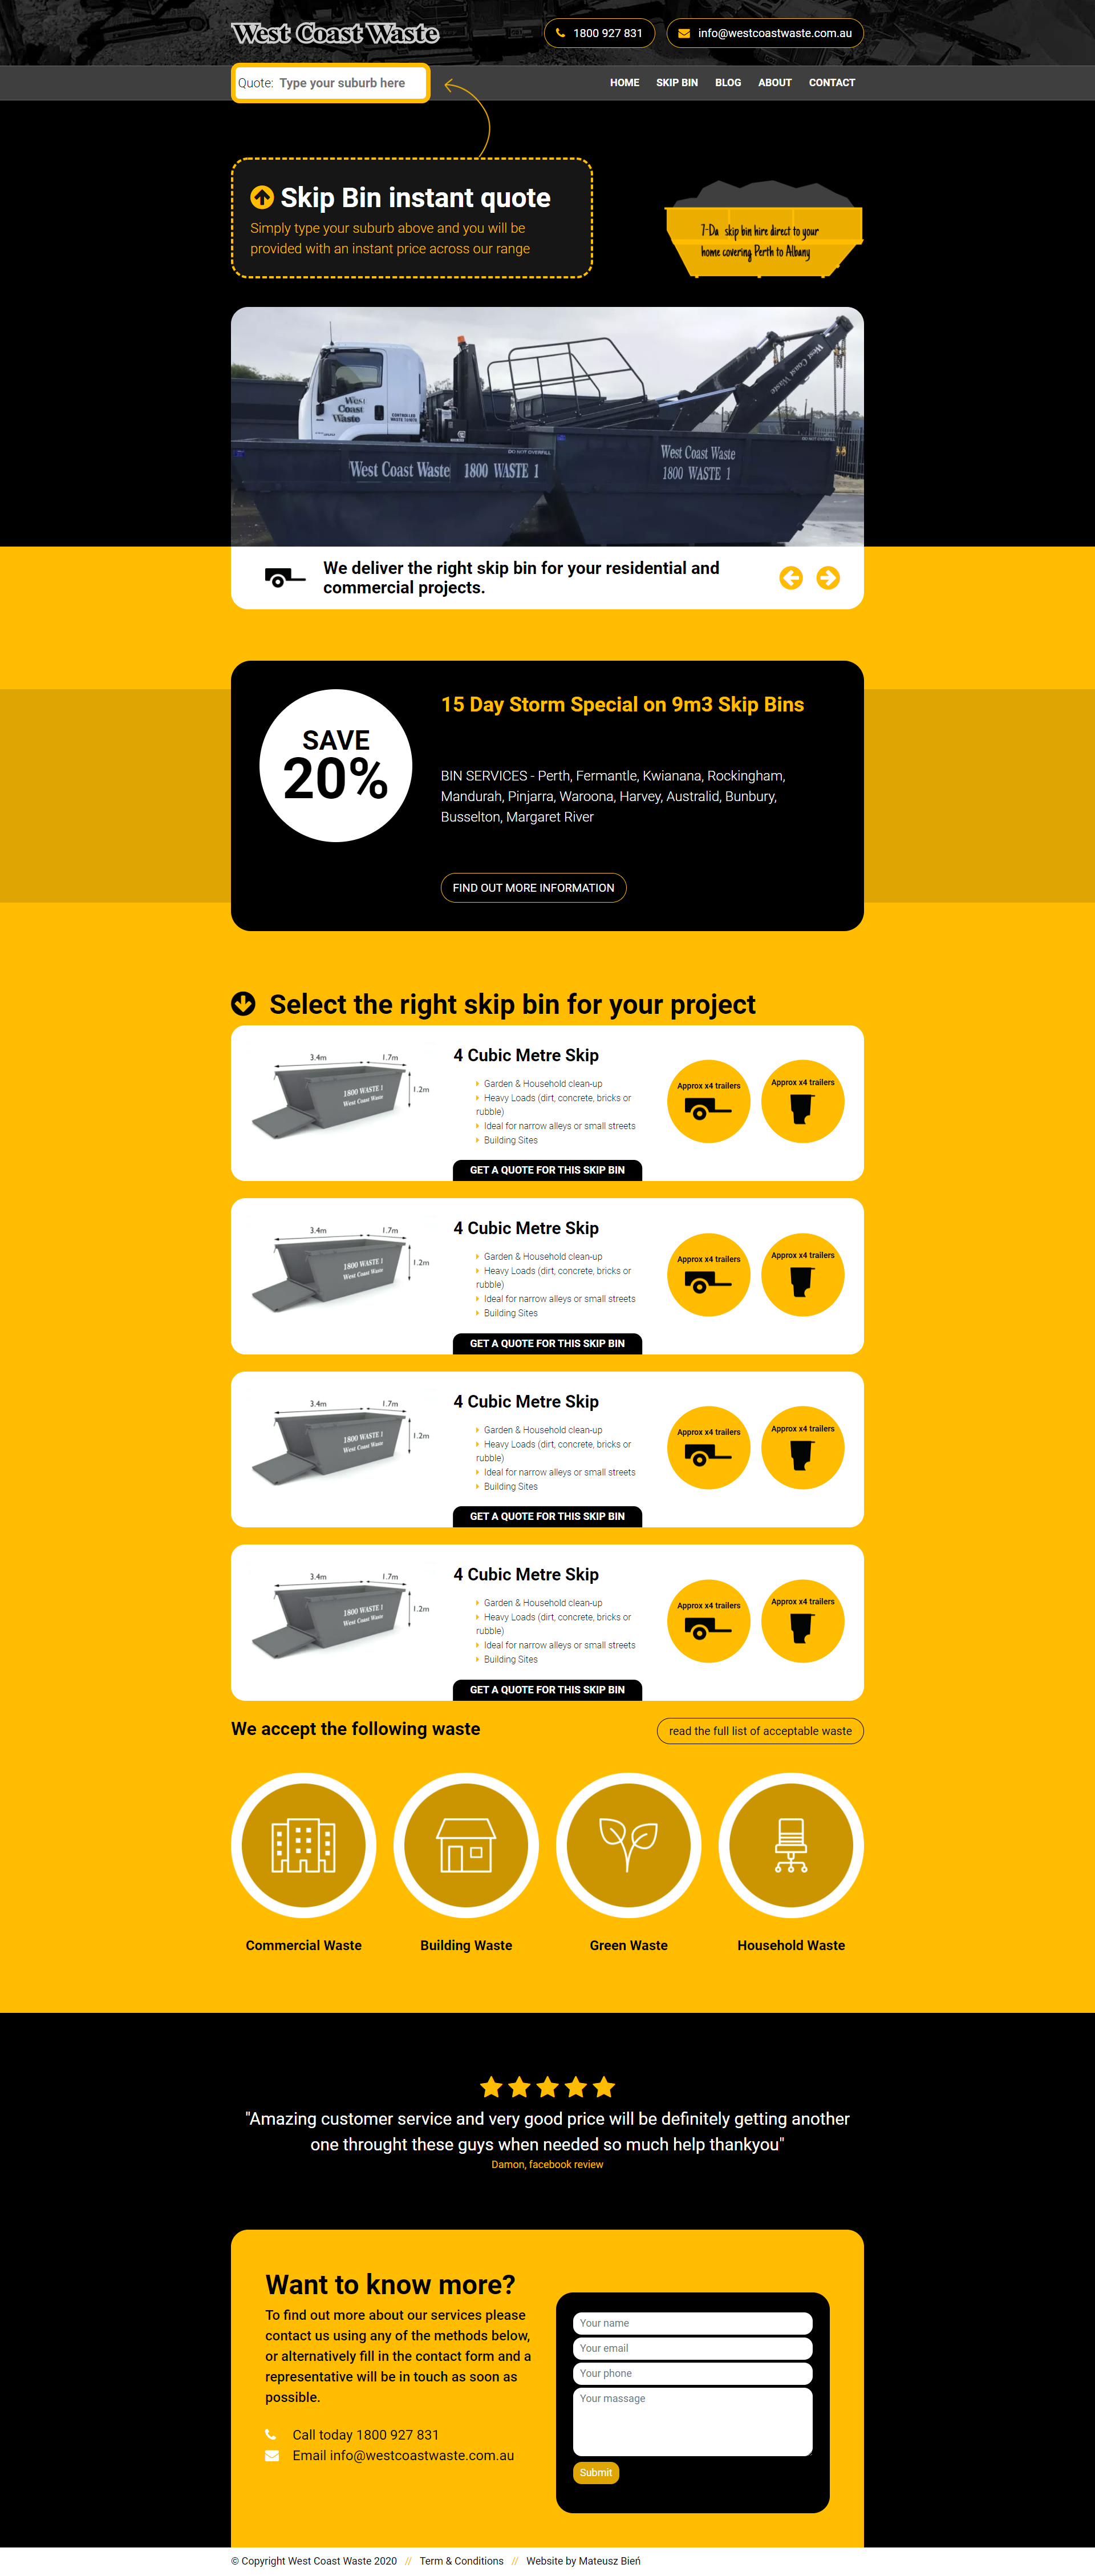 West Coast Waste
1800 927 831
info@westcoastwaste.com.au
Quote: Type your suburb here
HOME SKIP BIN BLOG ABOUT CONTACT
Skip Bin instant quote
Simply type your suburb above and you will be
provided with an instant price across our range
7-Da skip bin hire direct to your
home covering Perth to Albany
West Coast Waste
West
Coast
Waste
DO NOT OVERFILL
DO NOT OVERFILL
West Coast Waste 1800 WASTE 1
West Coast Waste
1800 WASTE 1
We deliver the right skip bin for your residential and
commercial projects.
SAVE
20%
15 Day Storm Special on 9m3 Skip Bins
BIN SERVICES - Perth, Fermantle, Kwianana, Rockingham,
Mandurah, Pinjarra, Waroona, Harvey, Australid, Bunbury,
Busselton, Margaret River
FIND OUT MORE INFORMATION
Select the right skip bin for your project
3.4m 1.7m
1.2m
1800 WASTE 1
West Coast Waste
4 Cubic Metre Skip
Garden & Household clean-up
Heavy Loads (dirt, concrete, bricks or
rubble)
Ideal for narrow alleys or small streets
Building Sites
GET A QUOTE FOR THIS SKIP BIN
Approx x4 trailers
Approx x4 trailers
3.4m 1.7m
1.2m
1800 WASTE 1
West Coast Waste
4 Cubic Metre Skip
Garden & Household clean-up
Heavy Loads (dirt, concrete, bricks or
rubble)
Ideal for narrow alleys or small streets
Building Sites
GET A QUOTE FOR THIS SKIP BIN
Approx x4 trailers
Approx x4 trailers
3.4m 1.7m
1.2m
1800 WASTE 1
West Coast Waste
4 Cubic Metre Skip
Garden & Household clean-up
Heavy Loads (dirt, concrete, bricks or
rubble)
Ideal for narrow alleys or small streets
Building Sites
GET A QUOTE FOR THIS SKIP BIN
Approx x4 trailers
Approx x4 trailers
3.4m 1.7m
1.2m
1800 WASTE 1
West Coast Waste
4 Cubic Metre Skip
Garden & Household clean-up
Heavy Loads (dirt, concrete, bricks or
rubble)
Ideal for narrow alleys or small streets
Building Sites
GET A QUOTE FOR THIS SKIP BIN
Approx x4 trailers
Approx x4 trailers
We accept the following waste
read the full list of acceptable waste
Commercial Waste
Building Waste
Green Waste
Household Waste
"Amazing customer service and very good price will be definitely getting another
one throught these guys when needed so much help thankyou"
Damon, facebook review
Want to know more?
To find out more about our services please
contact us using any of the methods below,
or alternatively fill in the contact form and a
representative will be in touch as soon as
possible.
Call today 1800 927 831
Email info@westcoastwaste.com.au
Your name
Your email
Your phone
Your massage
Submit
© Copyright West Coast Waste 2020 // Term & Conditions // Website by Mateusz Bień